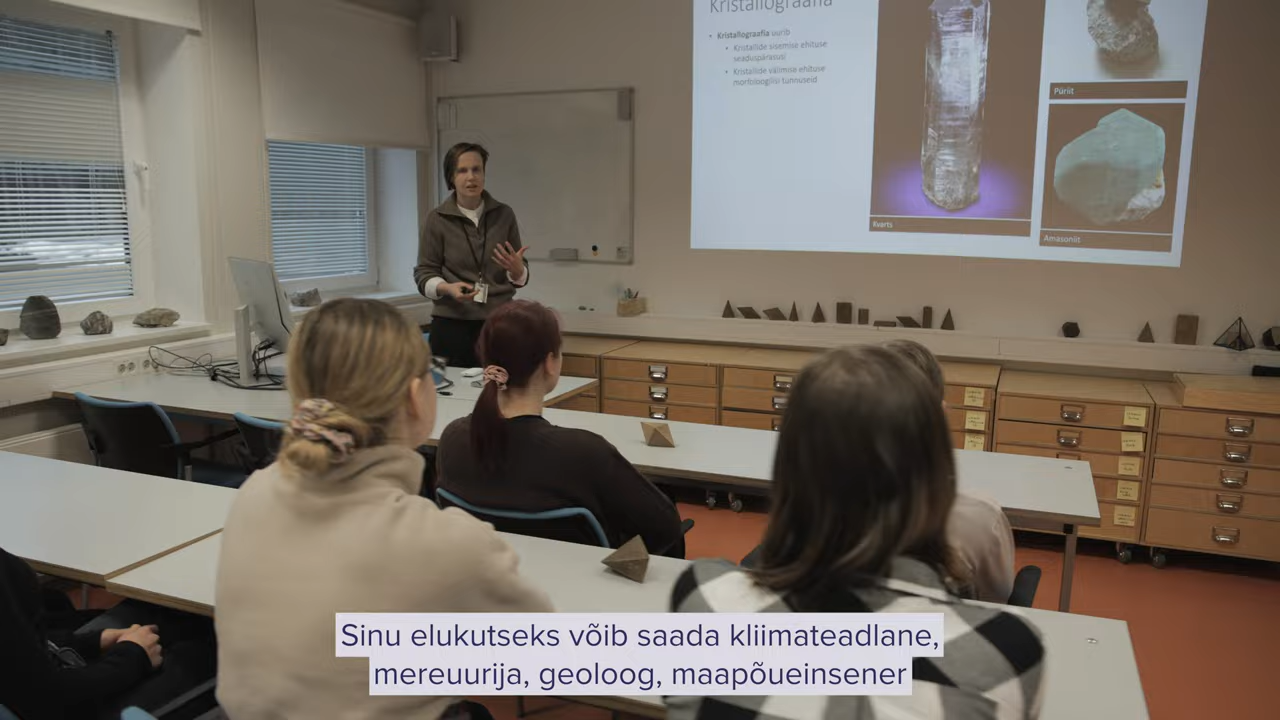 Kristallograafia
Kristallograafia uurib
Kristallide sisemise ehituse
seaduspärasusi
Kristallide välimise ehituse
morfoloogilisi tunnuseid
Kvarts
Püriit
Amasoniit
Sinu elukutseks võib saada kliimateadlane,
mereuurija, geoloog, maapõueinsener